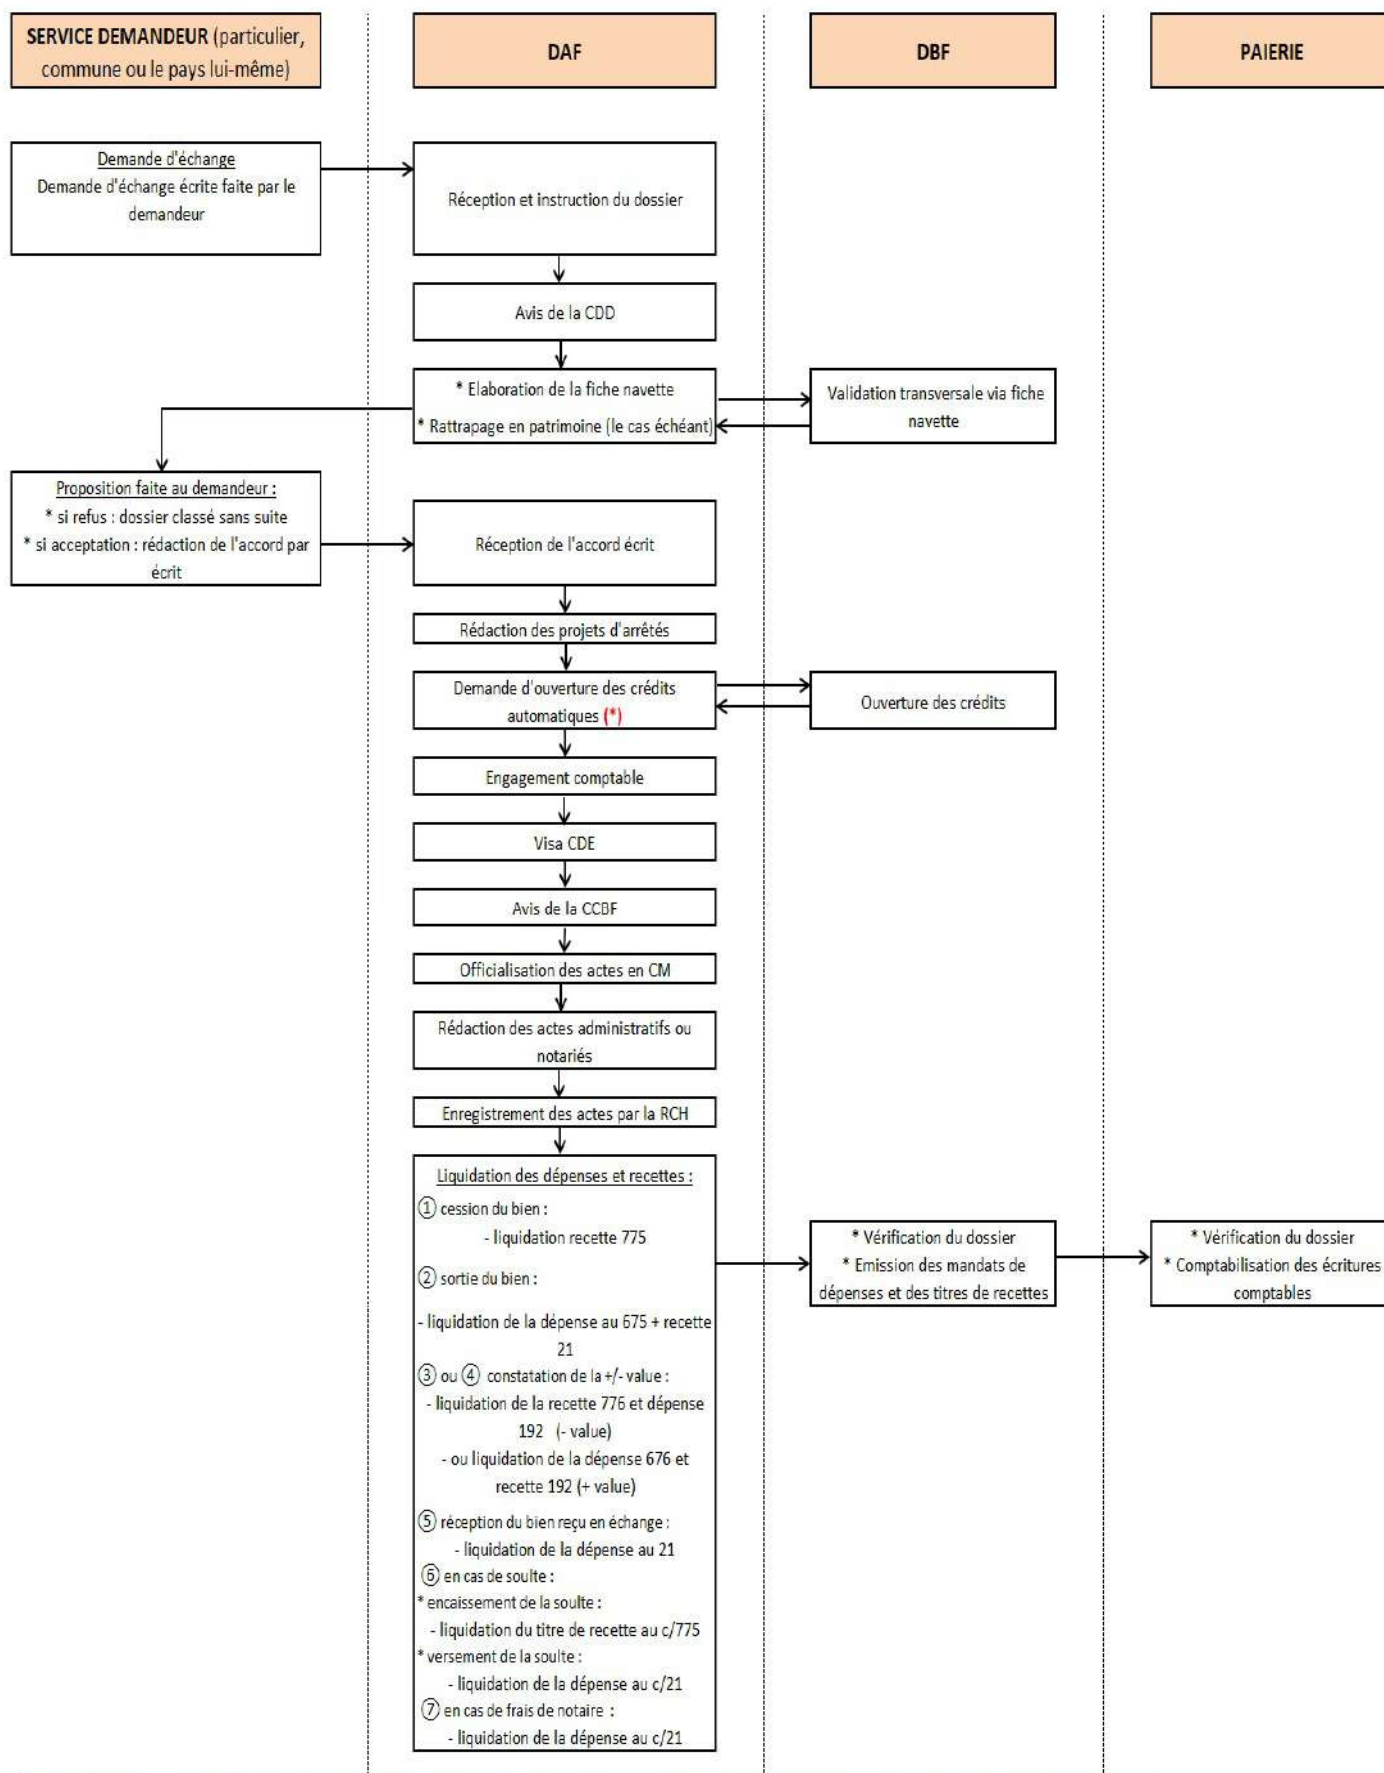 SERVICE DEMANDEUR (particulier,
commune ou le pays lui-même)
DAF
DBF
PAIERIE
Demande d'échange
Demande d'échange écrite faite par le
demandeur
Réception et instruction du dossier
Avis de la CDD
* Elaboration de la fiche navette
* Rattrapage en patrimoine (le cas échéant)
Validation transversale via fiche
navette
Proposition faite au demandeur :
* si refus : dossier classé sans suite
* si acceptation : rédaction de l'accord par
écrit
Réception de l'accord écrit
Rédaction des projets d'arrêtés
Demande d'ouverture des crédits
automatiques (*)
Ouverture des crédits
Engagement comptable
Visa CDE
Avis de la CCBF
Officialisation des actes en CM
Rédaction des actes administratifs ou
notariés
Enregistrement des actes par la RCH
Liquidation des dépenses et recettes :
① cession du bien :
- liquidation recette 775
② sortie du bien :
- liquidation de la dépense au 675 + recette
21
③ ou ④ constatation de la +/- value :
- liquidation de la recette 776 et dépense
192 (- value)
- ou liquidation de la dépense 676 et
recette 192 (+ value)
⑤ réception du bien reçu en échange :
- liquidation de la dépense au 21
⑥ en cas de soulte :
* encaissement de la soulte :
- liquidation du titre de recette au c/775
* versement de la soulte :
- liquidation de la dépense au c/21
⑦ en cas de frais de notaire :
- liquidation de la dépense au c/21
* Vérification du dossier
* Emission des mandats de
dépenses et des titres de recettes
* Vérification du dossier
* Comptabilisation des écritures
comptables